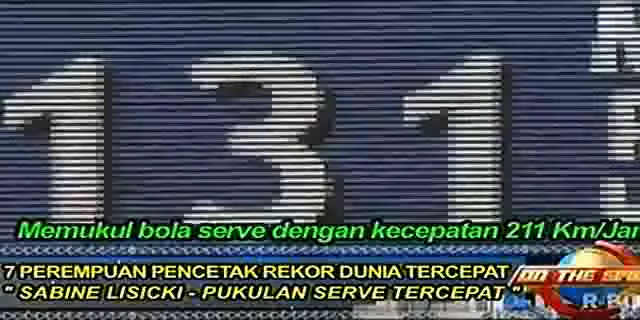 131
Memukul bola serve dengan kecepatan 211 Km/Jam
7 PEREMPUAN PENCETAK REKOR DUNIA TERCEPAT
" SABINE LISICKI - PUKULAN SERVE TERCEPAT "
ON THE SPO